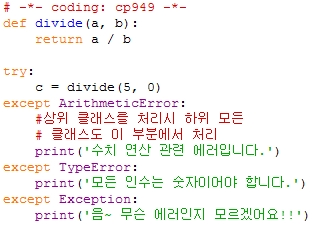 # -*- coding: cp949 -*-
def divide(a, b):
    return a / b

try:
    c = divide(5, 0)
except ArithmeticError:
    #상위 클래스를 처리시 하위 모든
    # 클래스도 이 부분에서 처리
    print('수치 연산 관련 에러입니다.')
except TypeError:
    print('모든 인수는 숫자이어야 합니다.')
except Exception:
    print('음~ 무슨 에러인지 모르겠어요!!')